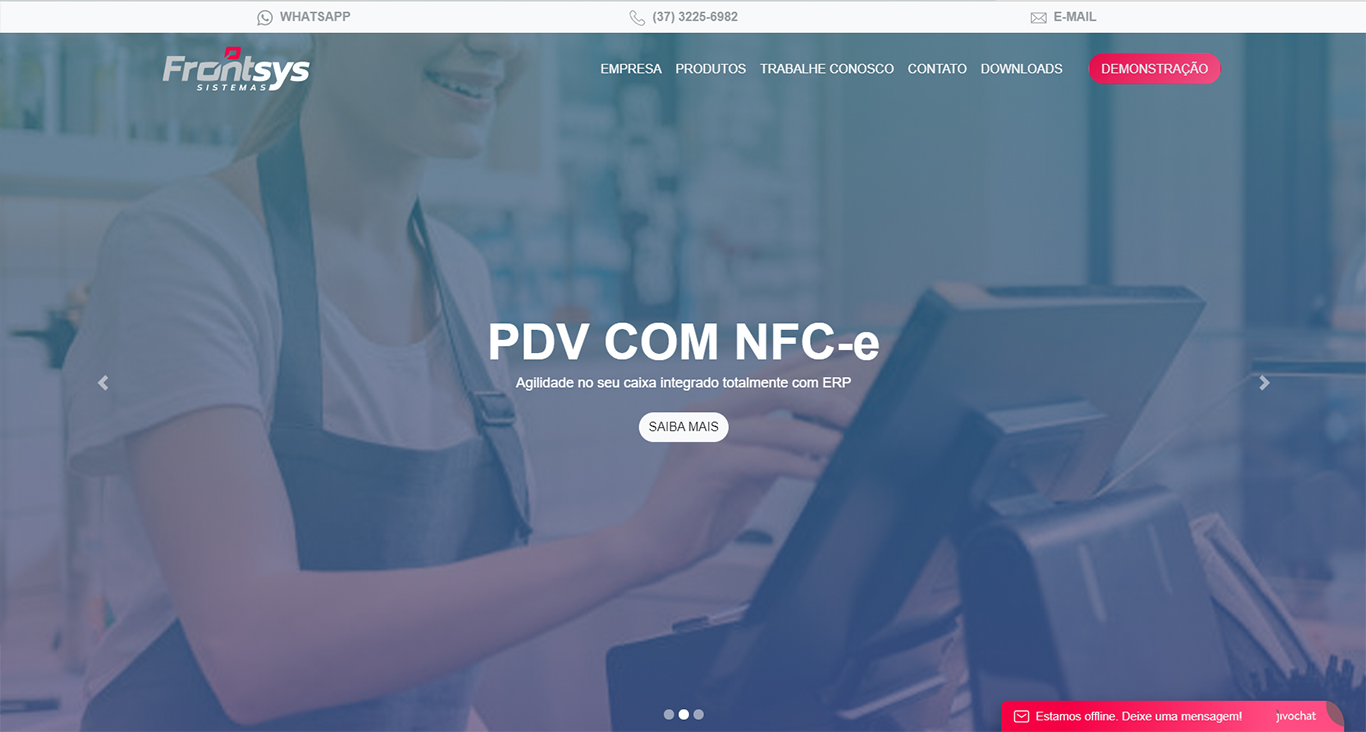 WHATSAPP
(37) 3225-6982
E-MAIL
Frontsys
SISTEMAS
EMPRESA PRODUTOS TRABALHE CONOSCO CONTATO DOWNLOADS DEMONSTRAÇÃO
PDV COM NFC-e
Agilidade no seu caixa integrado totalmente com ERP
SAIBA MAIS
Estamos offline. Deixe uma mensagem! jivochat